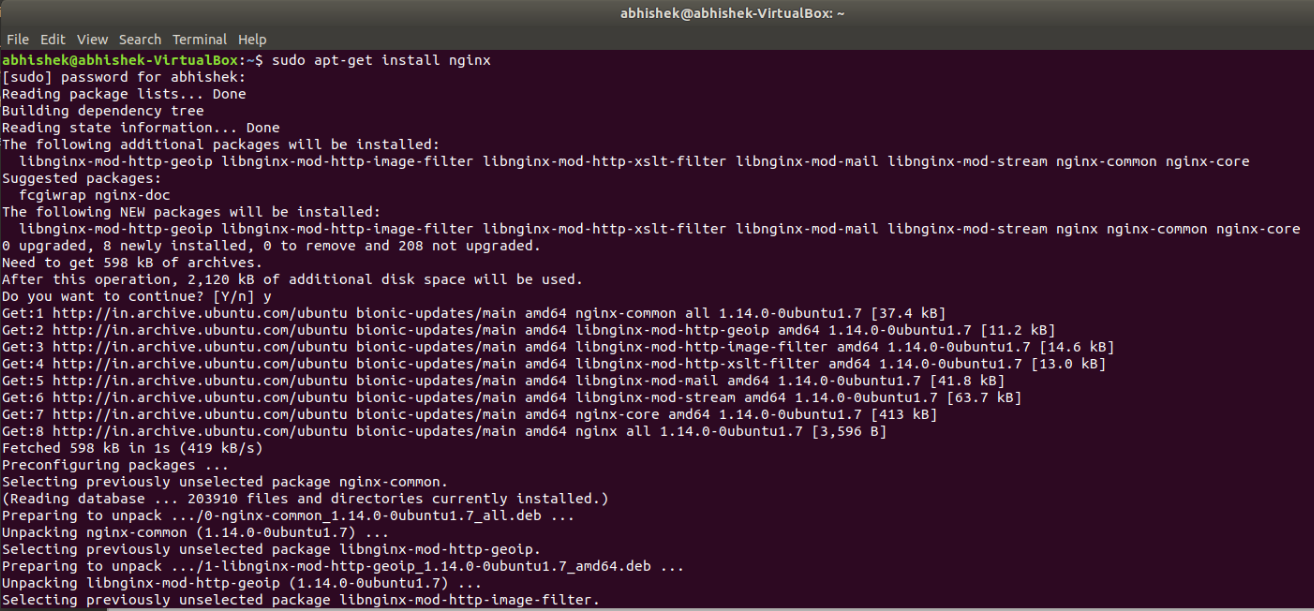 abhishek@abhishek-VirtualBox: ~
File Edit View Search Terminal Help
abhishek@abhishek-VirtualBox:~$ sudo apt-get install nginx
[sudo] password for abhishek:
Reading package lists... Done
Building dependency tree
Reading state information... Done
The following additional packages will be installed:
  libnginx-mod-http-geoip libnginx-mod-http-image-filter libnginx-mod-http-xslt-filter libnginx-mod-mail libnginx-mod-stream nginx-common nginx-core
Suggested packages:
  fcgiwrap nginx-doc
The following NEW packages will be installed:
  libnginx-mod-http-geoip libnginx-mod-http-image-filter libnginx-mod-http-xslt-filter libnginx-mod-mail libnginx-mod-stream nginx nginx-common nginx-core
0 upgraded, 8 newly installed, 0 to remove and 208 not upgraded.
Need to get 598 kB of archives.
After this operation, 2,120 kB of additional disk space will be used.
Do you want to continue? [Y/n] y
Get:1 http://in.archive.ubuntu.com/ubuntu bionic-updates/main amd64 nginx-common all 1.14.0-0ubuntu1.7 [37.4 kB]
Get:2 http://in.archive.ubuntu.com/ubuntu bionic-updates/main amd64 libnginx-mod-http-geoip amd64 1.14.0-0ubuntu1.7 [11.2 kB]
Get:3 http://in.archive.ubuntu.com/ubuntu bionic-updates/main amd64 libnginx-mod-http-image-filter amd64 1.14.0-0ubuntu1.7 [14.6 kB]
Get:4 http://in.archive.ubuntu.com/ubuntu bionic-updates/main amd64 libnginx-mod-http-xslt-filter amd64 1.14.0-0ubuntu1.7 [13.0 kB]
Get:5 http://in.archive.ubuntu.com/ubuntu bionic-updates/main amd64 libnginx-mod-mail amd64 1.14.0-0ubuntu1.7 [41.8 kB]
Get:6 http://in.archive.ubuntu.com/ubuntu bionic-updates/main amd64 libnginx-mod-stream amd64 1.14.0-0ubuntu1.7 [63.7 kB]
Get:7 http://in.archive.ubuntu.com/ubuntu bionic-updates/main amd64 nginx-core amd64 1.14.0-0ubuntu1.7 [413 kB]
Get:8 http://in.archive.ubuntu.com/ubuntu bionic-updates/main amd64 nginx all 1.14.0-0ubuntu1.7 [3,596 B]
Fetched 598 kB in 1s (419 kB/s)
Preconfiguring packages ...
Selecting previously unselected package nginx-common.
(Reading database ... 203910 files and directories currently installed.)
Preparing to unpack .../0-nginx-common_1.14.0-0ubuntu1.7_all.deb ...
Unpacking nginx-common (1.14.0-0ubuntu1.7) ...
Selecting previously unselected package libnginx-mod-http-geoip.
Preparing to unpack .../1-libnginx-mod-http-geoip_1.14.0-0ubuntu1.7_amd64.deb ...
Unpacking libnginx-mod-http-geoip (1.14.0-0ubuntu1.7) ...
Selecting previously unselected package libnginx-mod-http-image-filter.